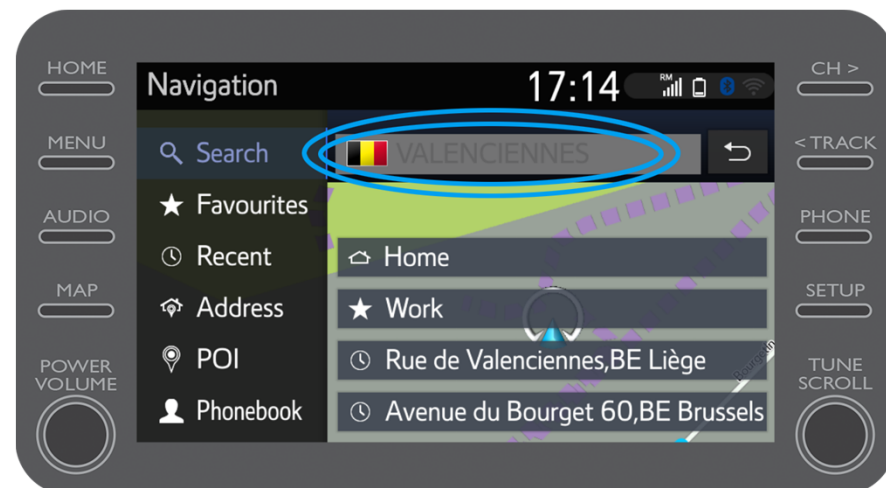 HOME
MENU
AUDIO
MAP
POWER
VOLUME
Navigation
17:14
RM
Search
VALENCIENNES
Favourites
Recent
Home
Address
Work
POI
Rue de Valenciennes,BE Liège
Phonebook
Avenue du Bourget 60,BE Brussels
CH >
< TRACK
PHONE
SETUP
TUNE
SCROLL